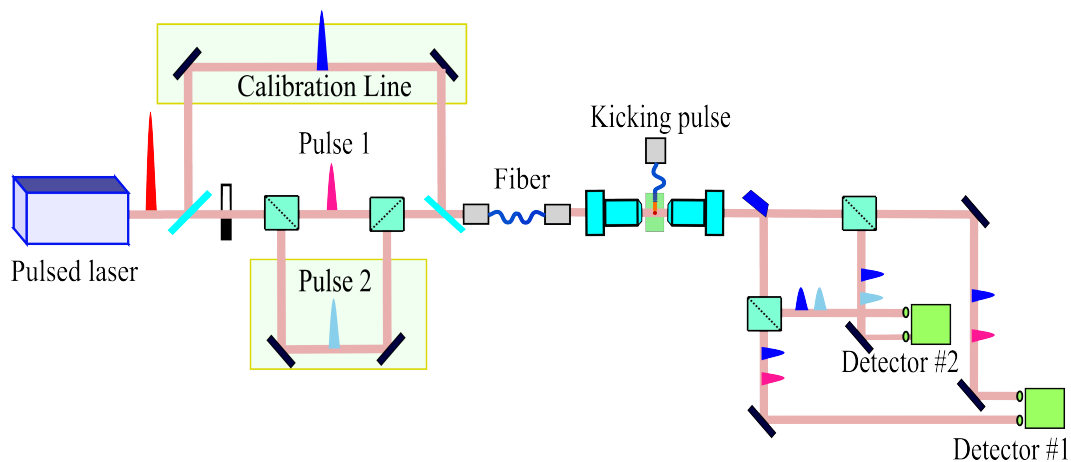 Calibration Line
Pulse 1
Kicking pulse
Fiber
Pulsed laser
Pulse 2
Detector #2
Detector #1